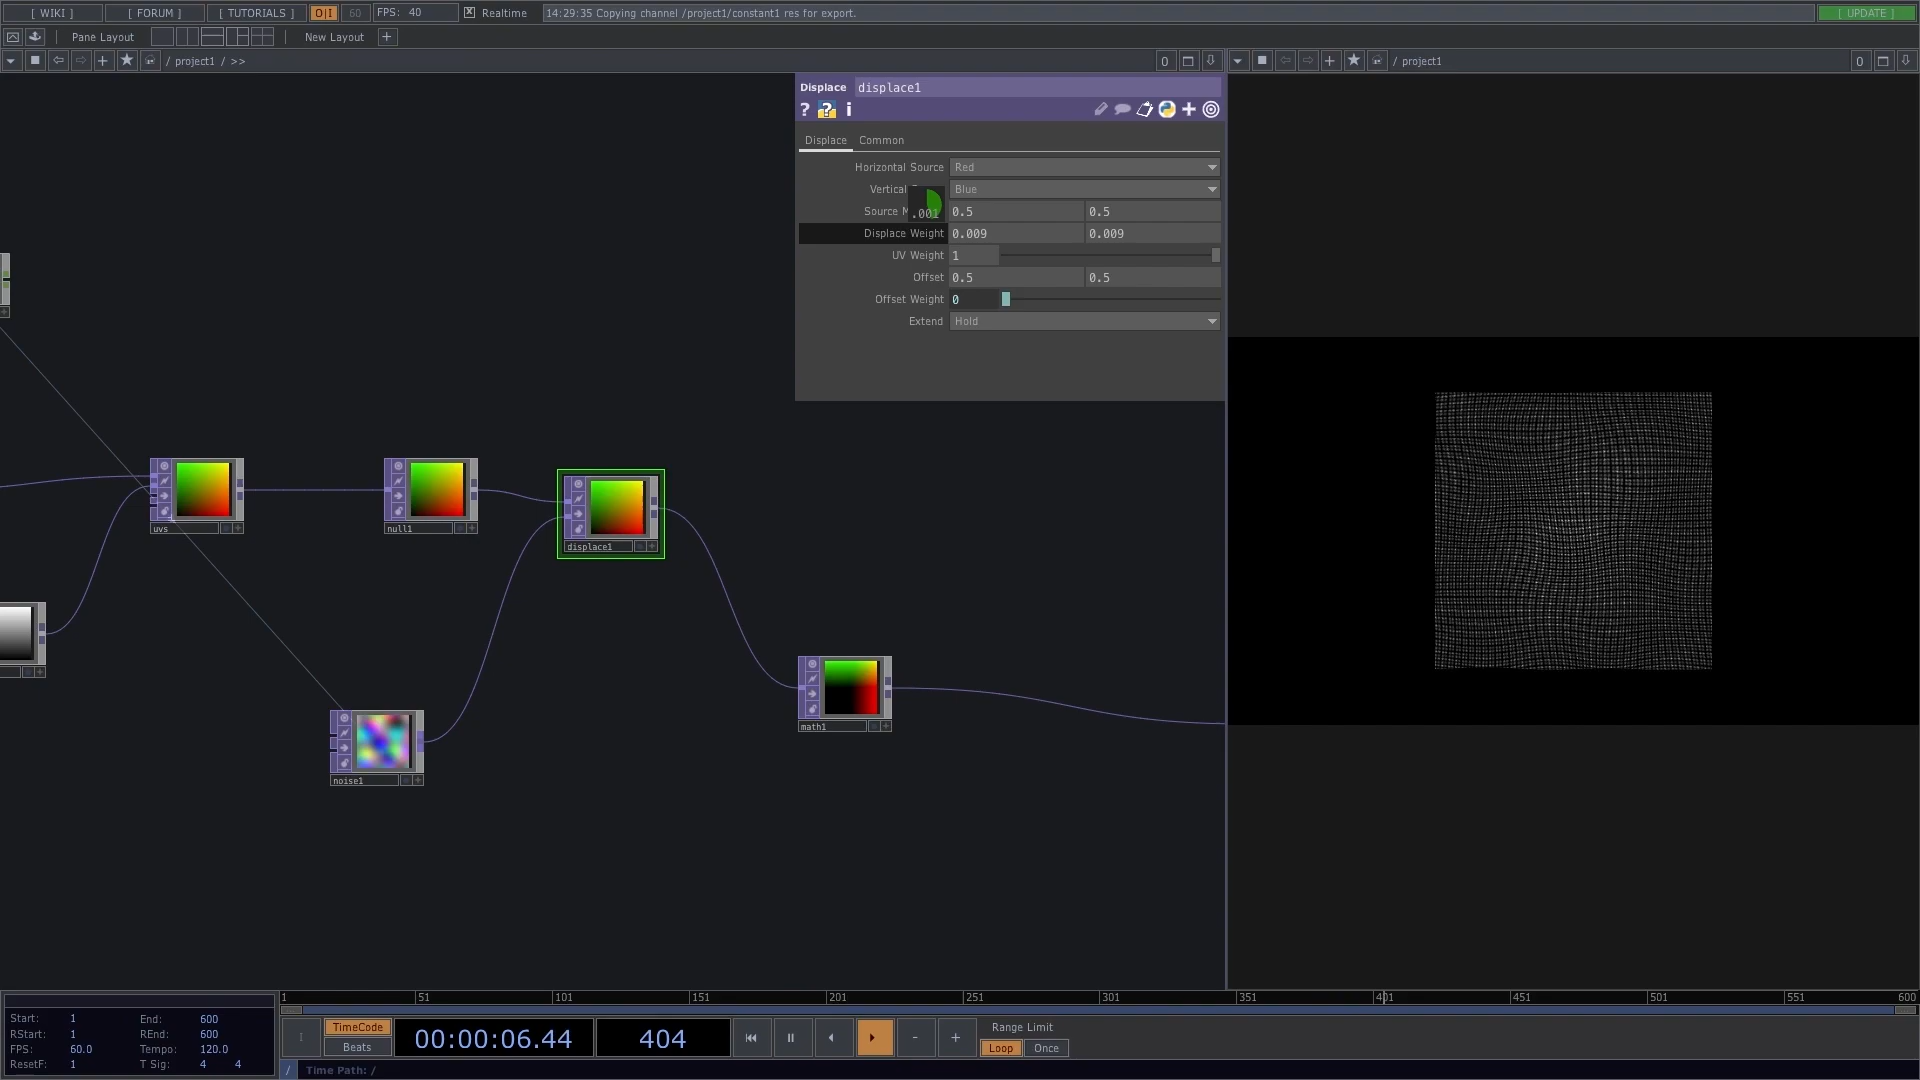 [ WIKI ] [ FORUM ] [ TUTORIALS ] O|I 60 FPS: 40 Realtime 14:29:35 Copying channel /project1/constant1 res for export. [ UPDATE ]
Pane Layout New Layout +
/ project1 / >> 0 / project1 0
Displace displace1
? ? i
Displace Common
Horizontal Source Red
Vertical Blue
Source M 0.5 0.5
.001
Displace Weight 0.009 0.009
UV Weight 1
Offset 0.5 0.5
Offset Weight 0
Extend Hold
uvs
null1
displace1
math1
noise1
1 51 101 151 201 251 301 351 401 451 501 551 600
Start: 1 End: 600
RStart: 1 REnd: 600
FPS: 60.0 Tempo: 120.0
ResetF: 1 T Sig: 4 4
TimeCode
Beats
00:00:06.44
404
- +
Range Limit
Loop Once
/ Time Path: /